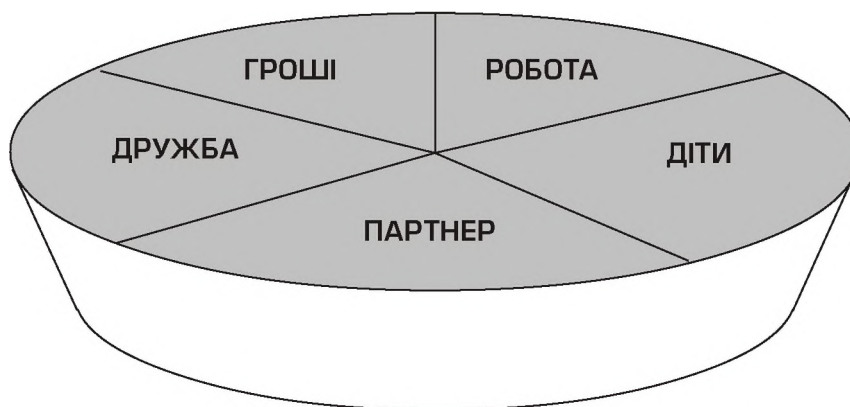 ГРОШІ
РОБОТА
ДРУЖБА
ДІТИ
ПАРТНЕР